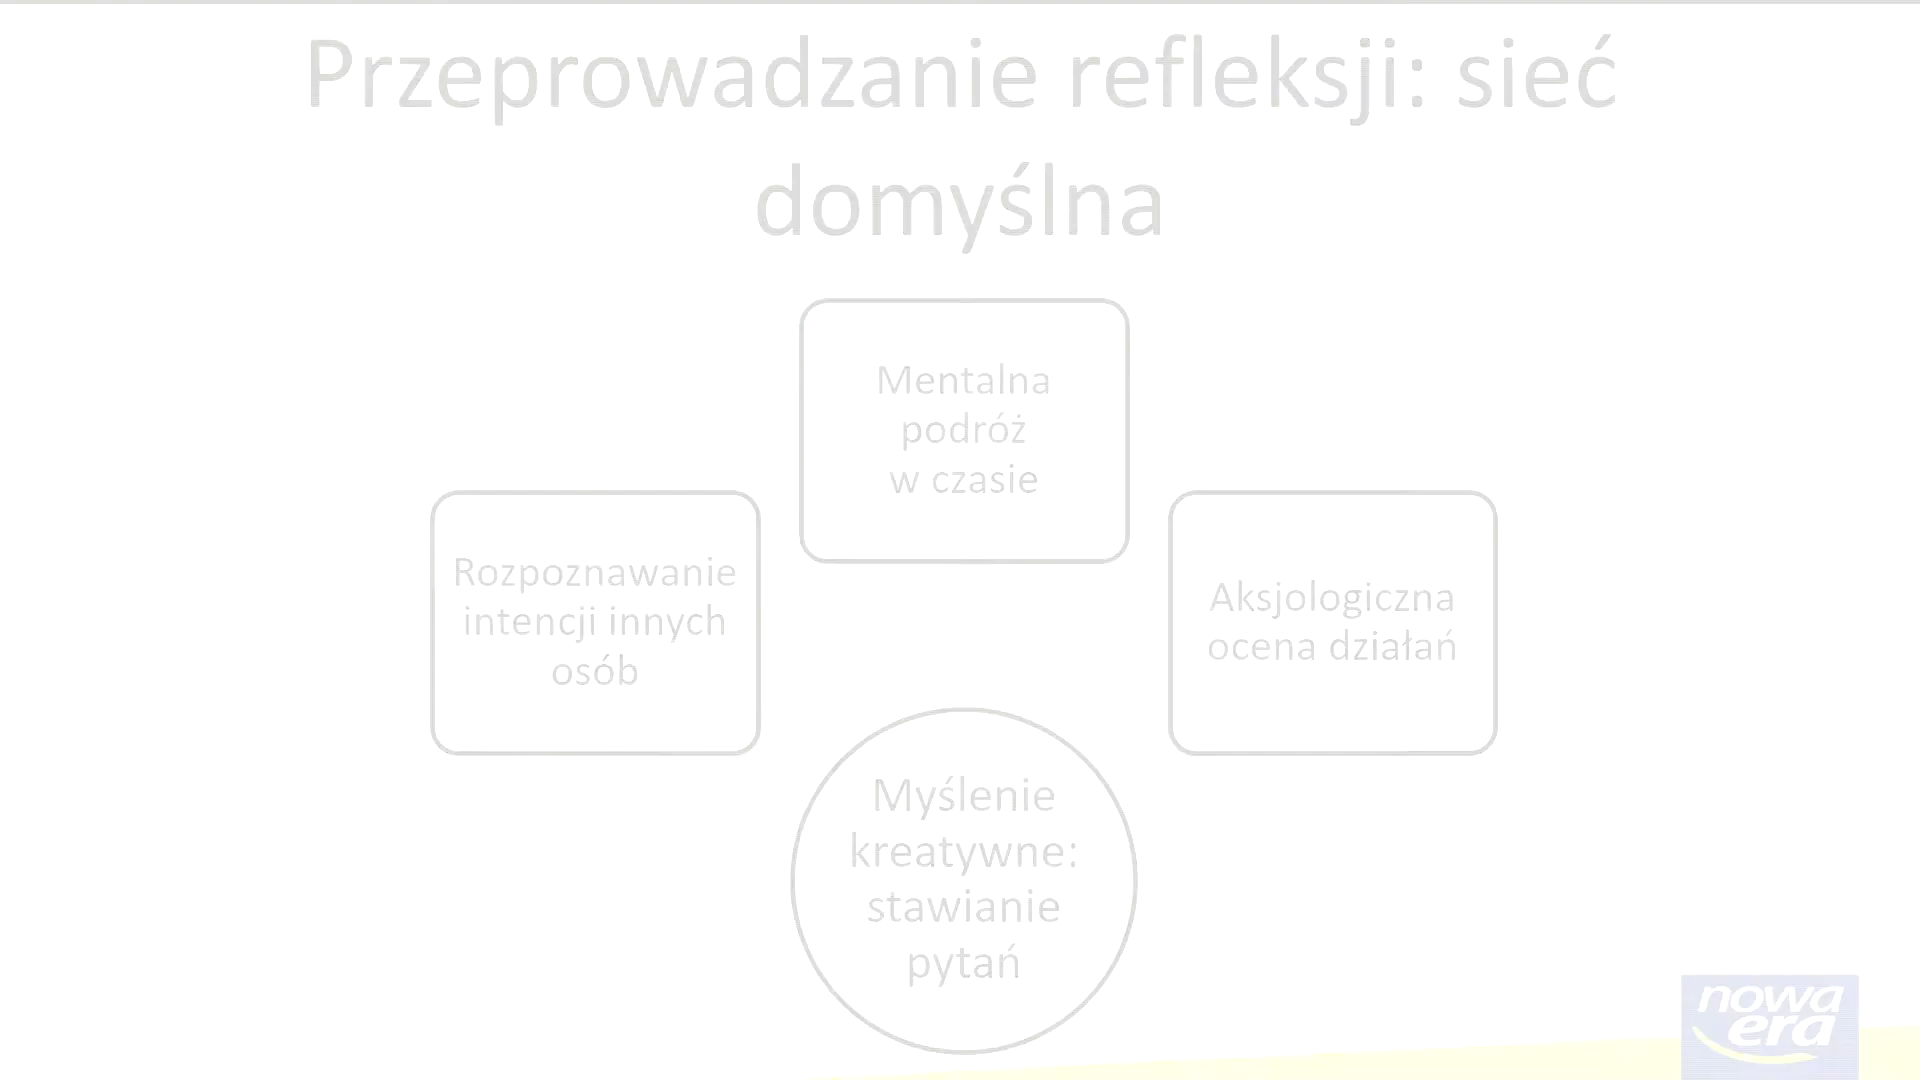 Przeprowadzanie refleksji: sieć
domyślna
Mentalna
podróż
w czasie
Rozpoznawanie
intencji innych
osób
Aksjologiczna
ocena działań
Myślenie
kreatywne:
stawianie
pytań
nowa
era